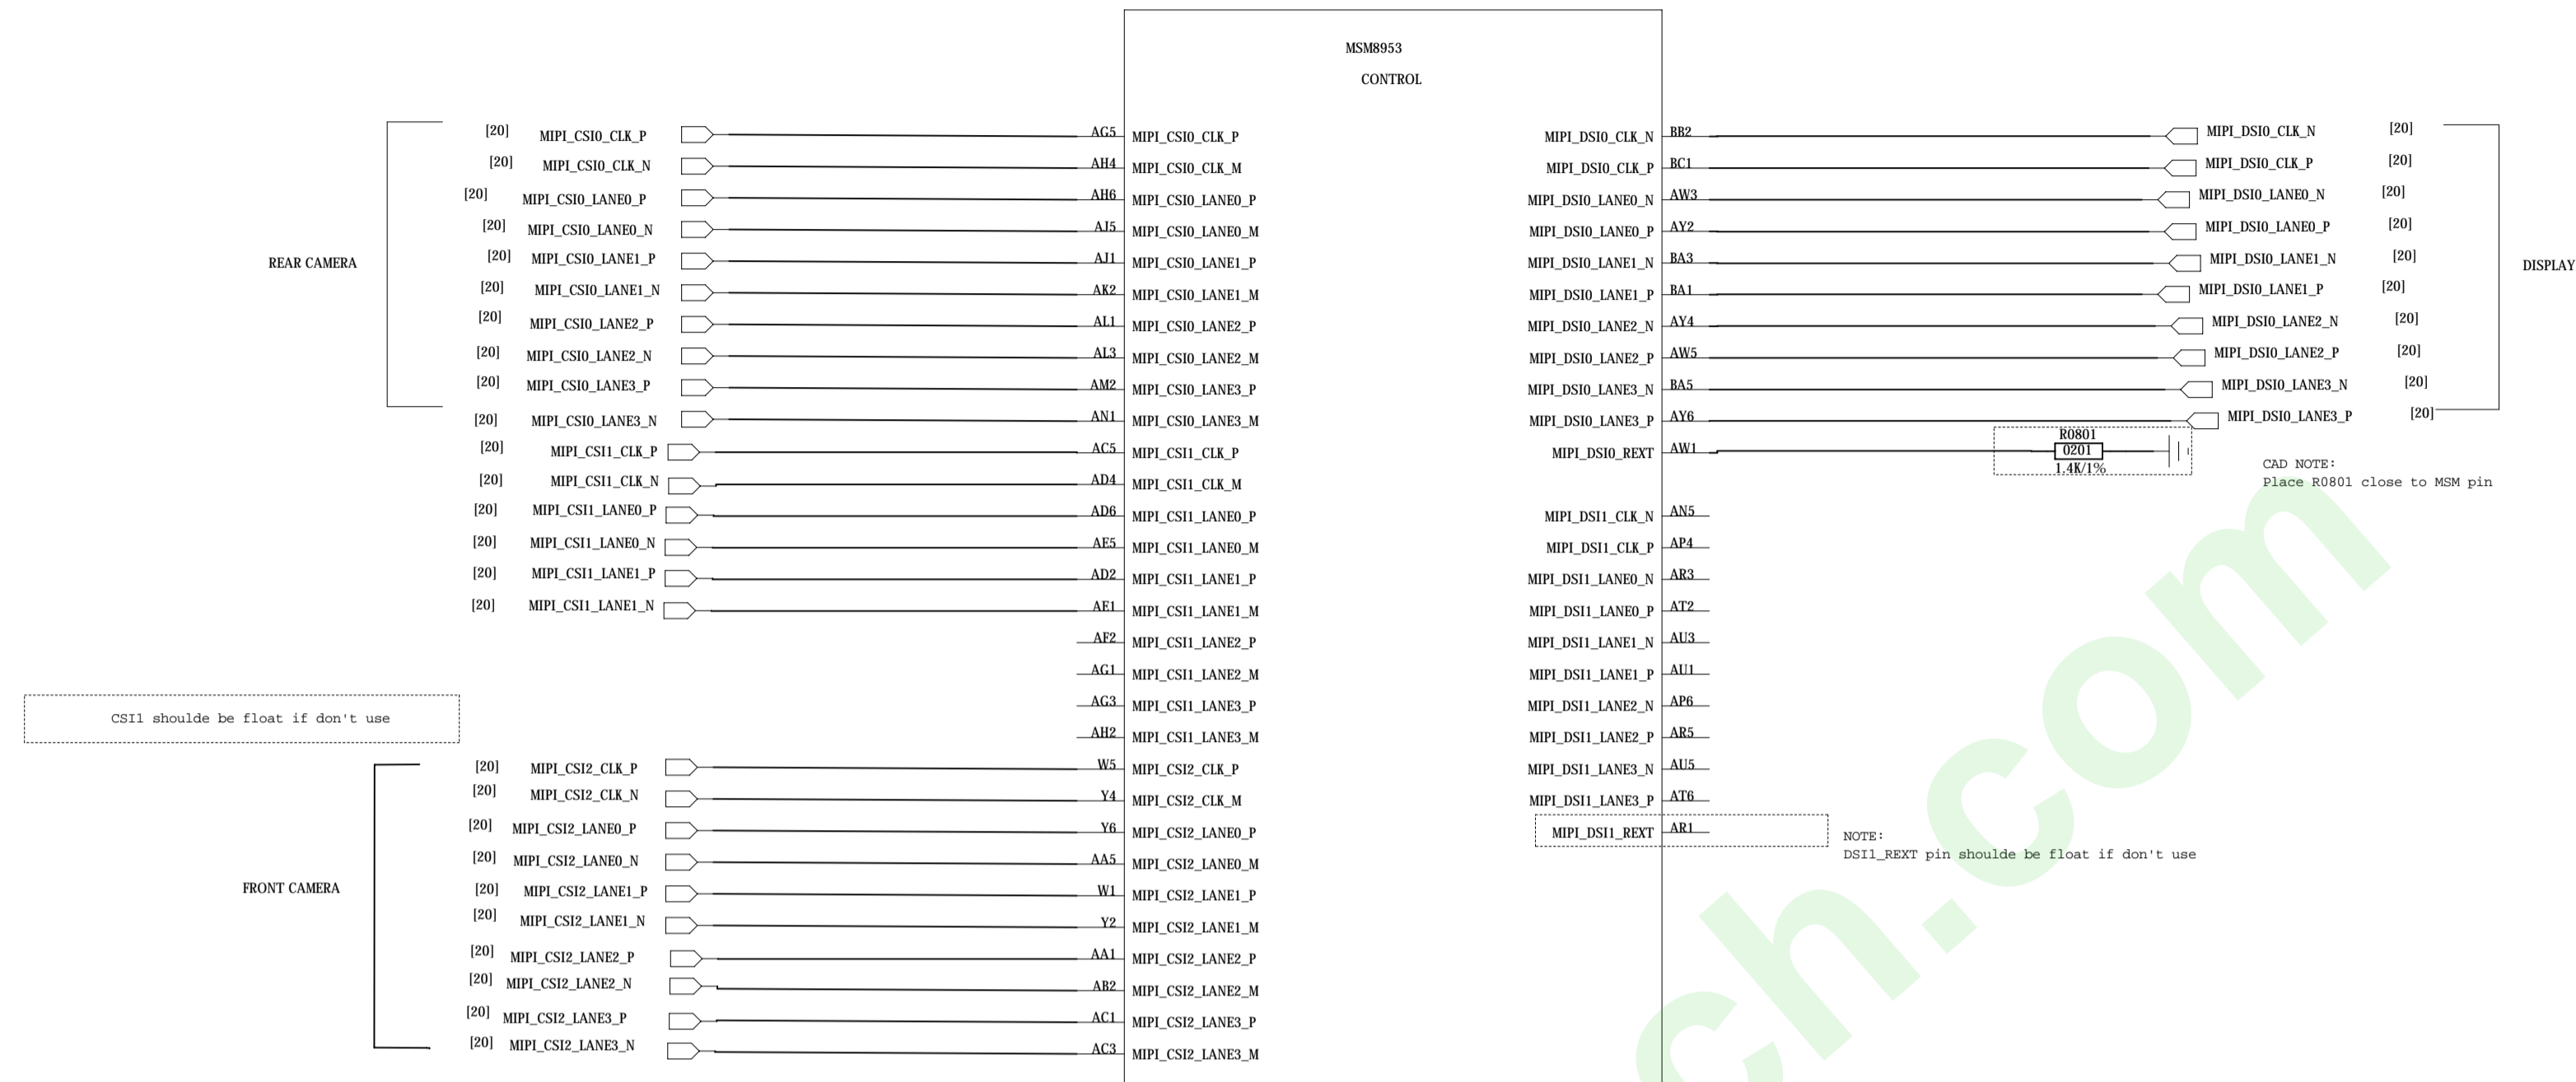 MSM8953
CONTROL
[20] MIPI_CSI0_CLK_P AG5 MIPI_CSI0_CLK_P MIPI_DSI0_CLK_N BB2 MIPI_DSI0_CLK_N [20]
[20] MIPI_CSI0_CLK_N AH4 MIPI_CSI0_CLK_M MIPI_DSI0_CLK_P BC1 MIPI_DSI0_CLK_P [20]
[20] MIPI_CSI0_LANE0_P AH6 MIPI_CSI0_LANE0_P MIPI_DSI0_LANE0_N AW3 MIPI_DSI0_LANE0_N [20]
[20] MIPI_CSI0_LANE0_N AJ5 MIPI_CSI0_LANE0_M MIPI_DSI0_LANE0_P AY2 MIPI_DSI0_LANE0_P [20]
REAR CAMERA [20] MIPI_CSI0_LANE1_P AJ1 MIPI_CSI0_LANE1_P MIPI_DSI0_LANE1_N BA3 MIPI_DSI0_LANE1_N [20] DISPLAY
[20] MIPI_CSI0_LANE1_N AK2 MIPI_CSI0_LANE1_M MIPI_DSI0_LANE1_P BA1 MIPI_DSI0_LANE1_P [20]
[20] MIPI_CSI0_LANE2_P AL1 MIPI_CSI0_LANE2_P MIPI_DSI0_LANE2_N AY4 MIPI_DSI0_LANE2_N [20]
[20] MIPI_CSI0_LANE2_N AL3 MIPI_CSI0_LANE2_M MIPI_DSI0_LANE2_P AW5 MIPI_DSI0_LANE2_P [20]
[20] MIPI_CSI0_LANE3_P AM2 MIPI_CSI0_LANE3_P MIPI_DSI0_LANE3_N BA5 MIPI_DSI0_LANE3_N [20]
[20] MIPI_CSI0_LANE3_N AN1 MIPI_CSI0_LANE3_M MIPI_DSI0_LANE3_P AY6 MIPI_DSI0_LANE3_P [20]
R0801
[20] MIPI_CSI1_CLK_P AC5 MIPI_CSI1_CLK_P MIPI_DSI0_REXT AW1 0201
1.4K/1%
CAD NOTE:
Place R0801 close to MSM pin
[20] MIPI_CSI1_CLK_N AD4 MIPI_CSI1_CLK_M
[20] MIPI_CSI1_LANE0_P AD6 MIPI_CSI1_LANE0_P MIPI_DSI1_CLK_N AN5
[20] MIPI_CSI1_LANE0_N AE5 MIPI_CSI1_LANE0_M MIPI_DSI1_CLK_P AP4
[20] MIPI_CSI1_LANE1_P AD2 MIPI_CSI1_LANE1_P MIPI_DSI1_LANE0_N AR3
[20] MIPI_CSI1_LANE1_N AE1 MIPI_CSI1_LANE1_M MIPI_DSI1_LANE0_P AT2
AF2 MIPI_CSI1_LANE2_P MIPI_DSI1_LANE1_N AU3
AG1 MIPI_CSI1_LANE2_M MIPI_DSI1_LANE1_P AU1
AG3 MIPI_CSI1_LANE3_P MIPI_DSI1_LANE2_N AP6
CSI1 shoulde be float if don't use
AH2 MIPI_CSI1_LANE3_M MIPI_DSI1_LANE2_P AR5
[20] MIPI_CSI2_CLK_P W5 MIPI_CSI2_CLK_P MIPI_DSI1_LANE3_N AU5
[20] MIPI_CSI2_CLK_N Y4 MIPI_CSI2_CLK_M MIPI_DSI1_LANE3_P AT6
[20] MIPI_CSI2_LANE0_P Y6 MIPI_CSI2_LANE0_P MIPI_DSI1_REXT AR1
NOTE:
DSI1_REXT pin shoulde be float if don't use
[20] MIPI_CSI2_LANE0_N AA5 MIPI_CSI2_LANE0_M
FRONT CAMERA [20] MIPI_CSI2_LANE1_P W1 MIPI_CSI2_LANE1_P
[20] MIPI_CSI2_LANE1_N Y2 MIPI_CSI2_LANE1_M
[20] MIPI_CSI2_LANE2_P AA1 MIPI_CSI2_LANE2_P
[20] MIPI_CSI2_LANE2_N AB2 MIPI_CSI2_LANE2_M
[20] MIPI_CSI2_LANE3_P AC1 MIPI_CSI2_LANE3_P
[20] MIPI_CSI2_LANE3_N AC3 MIPI_CSI2_LANE3_M
ch.com